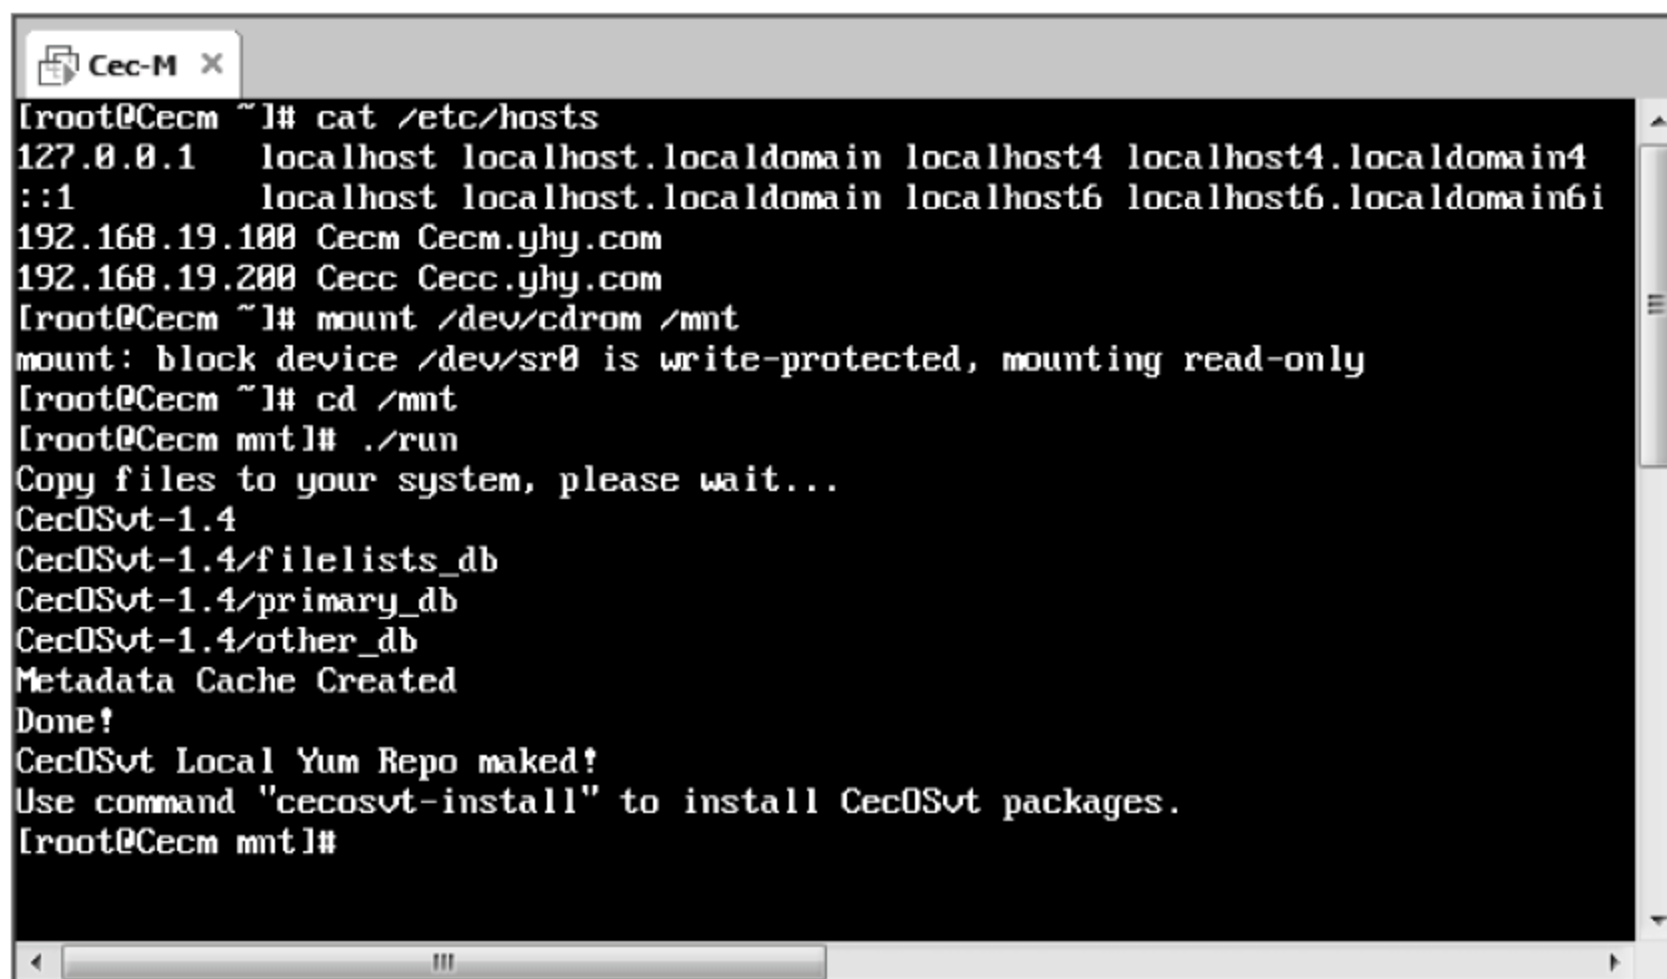 Cec-M
[root@Cecm ~]# cat /etc/hosts
127.0.0.1   localhost localhost.localdomain localhost4 localhost4.localdomain4
::1         localhost localhost.localdomain localhost6 localhost6.localdomain6i
192.168.19.100 Cecm Cecm.yhy.com
192.168.19.200 Cecc Cecc.yhy.com
[root@Cecm ~]# mount /dev/cdrom /mnt
mount: block device /dev/sr0 is write-protected, mounting read-only
[root@Cecm ~]# cd /mnt
[root@Cecm mnt]# ./run
Copy files to your system, please wait...
CecOSvt-1.4
CecOSvt-1.4/filelists_db
CecOSvt-1.4/primary_db
CecOSvt-1.4/other_db
Metadata Cache Created
Done!
CecOSvt Local Yum Repo maked!
Use command "cecosvt-install" to install CecOSvt packages.
[root@Cecm mnt]#